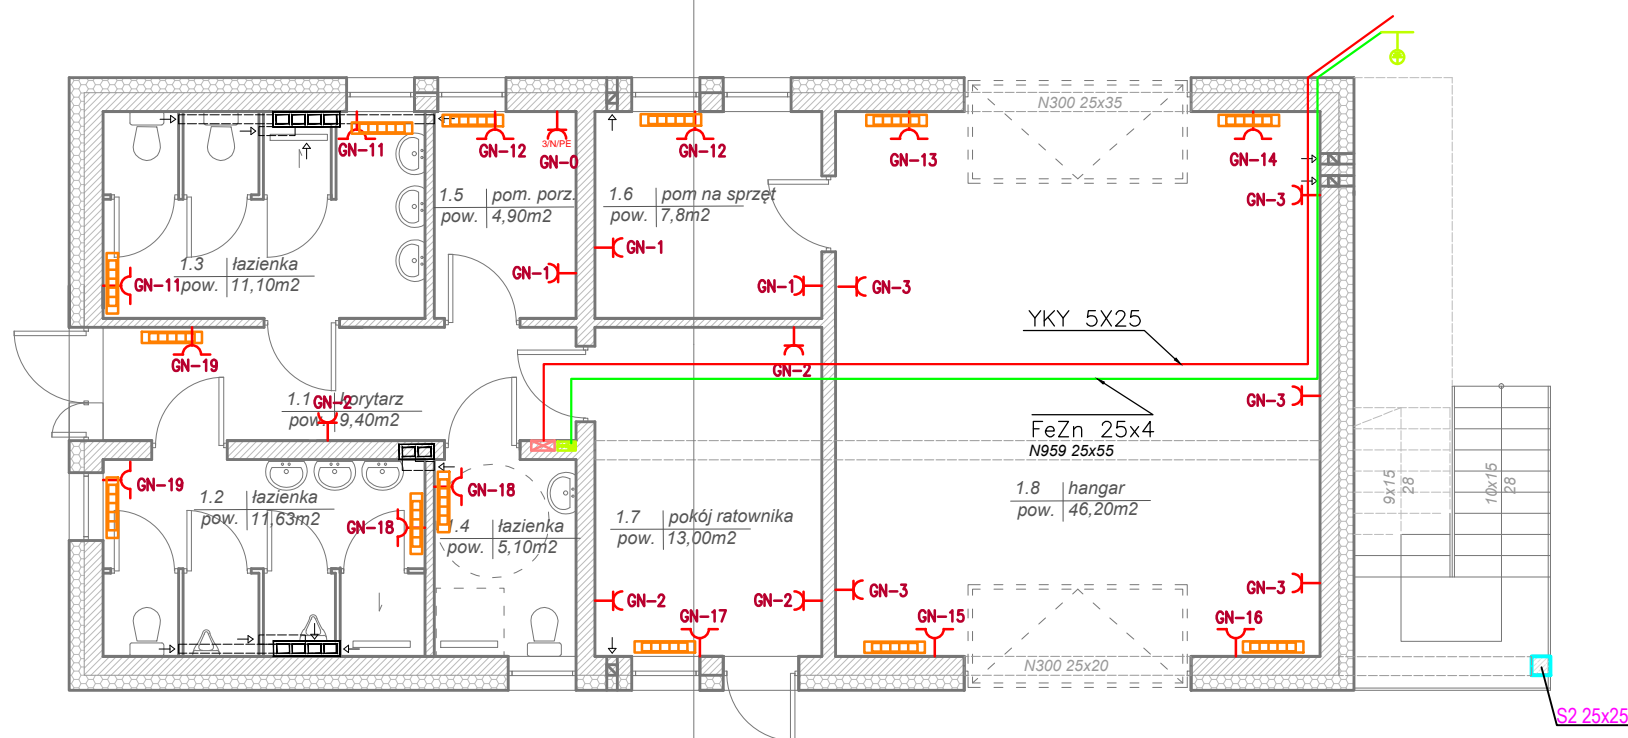 N300 25x35
GN-11
GN-12
3/N/PE
GN-0
GN-12
GN-13
GN-14
1.5 pom. porz.
pow. 4,90m2
1.6 pom na sprzęt
pow. 7,8m2
GN-3
GN-1
1.3 łazienka
pow. 11,10m2
GN-11
GN-1
GN-1
GN-3
YKY 5X25
GN-19
GN-2
GN-2
1.1 korytarz
pow. 9,40m2
GN-3
FeZn 25x4
N959 25x55
GN-19
1.2 łazienka
pow. 11,63m2
GN-18
GN-18
1.4 łazienka
pow. 5,10m2
1.7 pokój ratownika
pow. 13,00m2
1.8 hangar
pow. 46,20m2
9x15
28
10x15
28
GN-2
GN-2
GN-17
GN-3
GN-15
GN-3
GN-16
N300 25x20
S2 25x25